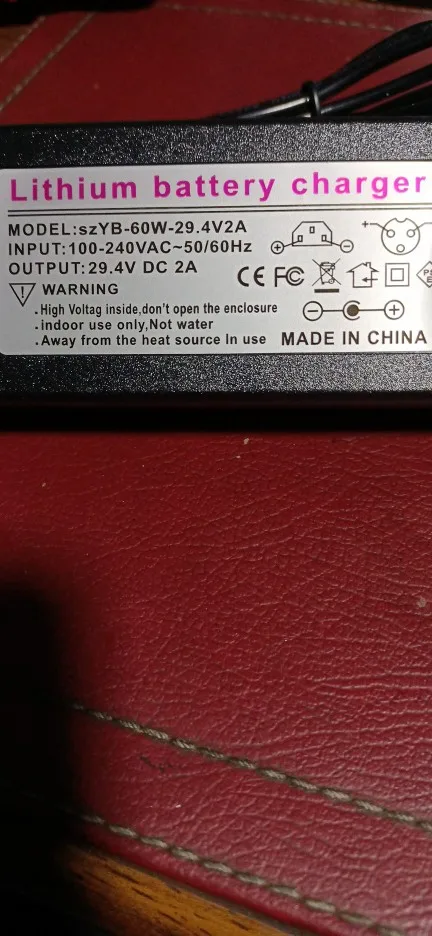 Lithium battery charger
MODEL:szYB-60W-29.4V2A
INPUT:100-240VAC~50/60Hz
OUTPUT:29.4V DC 2A
CE FC
WARNING
.High Voltag inside,don't open the enclosure
.indoor use only,Not water
.Away from the heat source In use
MADE IN CHINA